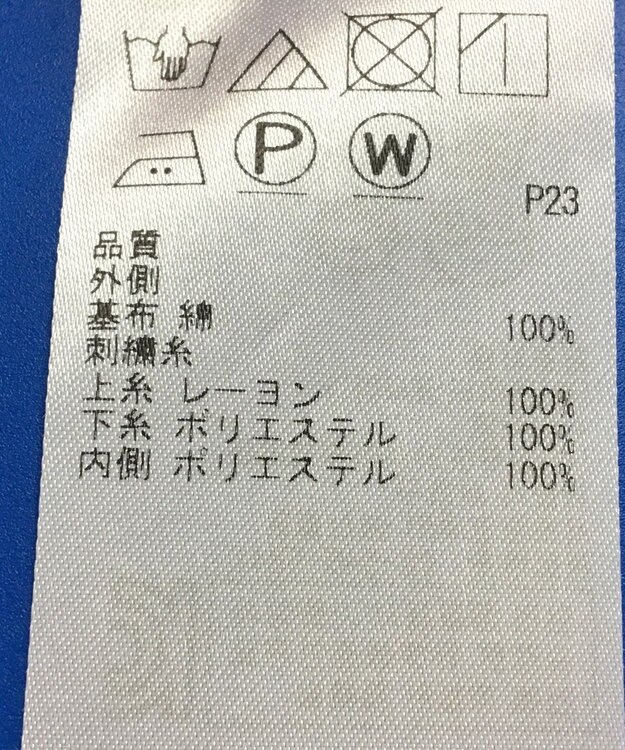 P W
P23
品質
外側
基布 綿 100%
刺繍糸
上糸 レーヨン 100%
下糸 ポリエステル 100%
内側 ポリエステル 100%